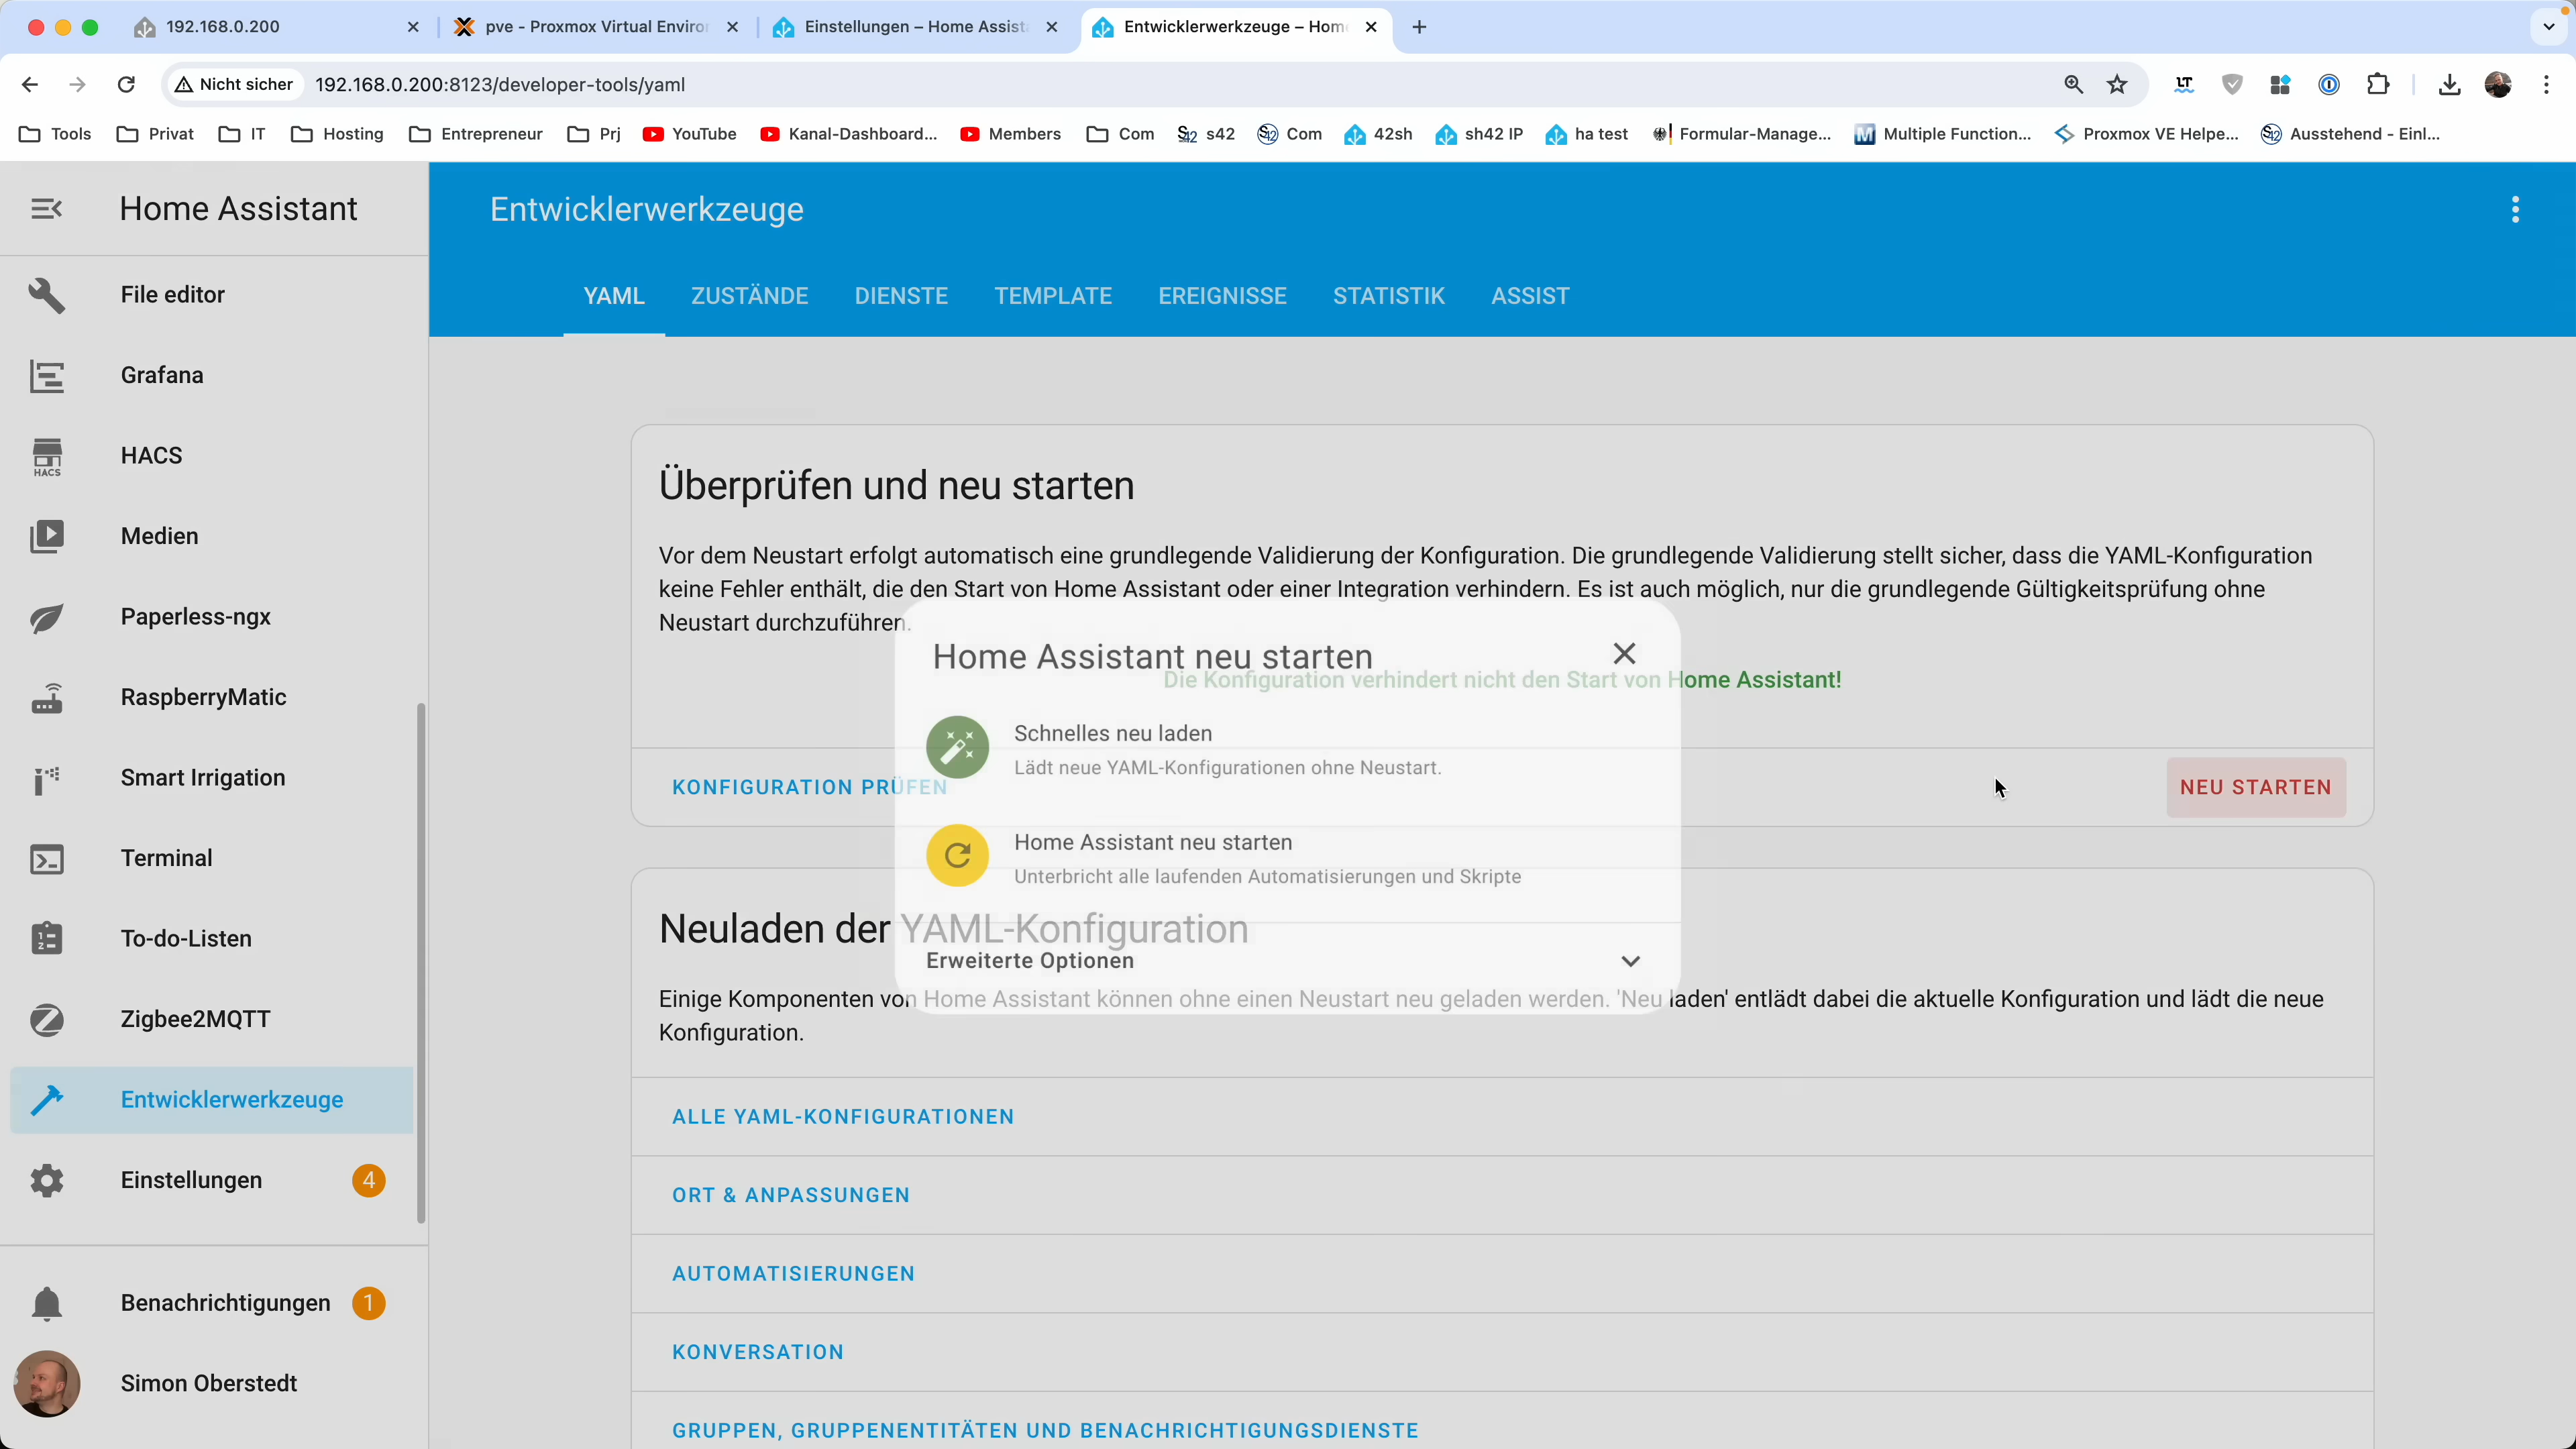 192.168.0.200
pve - Proxmox Virtual Enviro
Einstellungen – Home Assist
Entwicklerwerkzeuge – Hom
Nicht sicher
192.168.0.200:8123/developer-tools/yaml
Tools
Privat
IT
Hosting
Entrepreneur
Prj
YouTube
Kanal-Dashboard...
Members
Com
s42
Com
42sh
sh42 IP
ha test
Formular-Manage...
Multiple Function...
Proxmox VE Helpe...
Ausstehend - Einl...
Home Assistant
File editor
Grafana
HACS
HACS
Medien
Paperless-ngx
RaspberryMatic
Smart Irrigation
Terminal
To-do-Listen
Zigbee2MQTT
Entwicklerwerkzeuge
Einstellungen
4
Benachrichtigungen
1
Simon Oberstedt
Entwicklerwerkzeuge
YAML
ZUSTÄNDE
DIENSTE
TEMPLATE
EREIGNISSE
STATISTIK
ASSIST
Überprüfen und neu starten
Vor dem Neustart erfolgt automatisch eine grundlegende Validierung der Konfiguration. Die grundlegende Validierung stellt sicher, dass die YAML-Konfiguration
keine Fehler enthält, die den Start von Home Assistant oder einer Integration verhindern. Es ist auch möglich, nur die grundlegende Gültigkeitsprüfung ohne
Neustart durchzuführen.
Die Konfiguration verhindert nicht den Start von Home Assistant!
KONFIGURATION PRÜFEN
NEU STARTEN
Home Assistant neu starten
Schnelles neu laden
Lädt neue YAML-Konfigurationen ohne Neustart.
Home Assistant neu starten
Unterbricht alle laufenden Automatisierungen und Skripte
Erweiterte Optionen
Neuladen der YAML-Konfiguration
Einige Komponenten von Home Assistant können ohne einen Neustart neu geladen werden. 'Neu laden' entlädt dabei die aktuelle Konfiguration und lädt die neue
Konfiguration.
ALLE YAML-KONFIGURATIONEN
ORT & ANPASSUNGEN
AUTOMATISIERUNGEN
KONVERSATION
GRUPPEN, GRUPPENENTITÄTEN UND BENACHRICHTIGUNGSDIENSTE